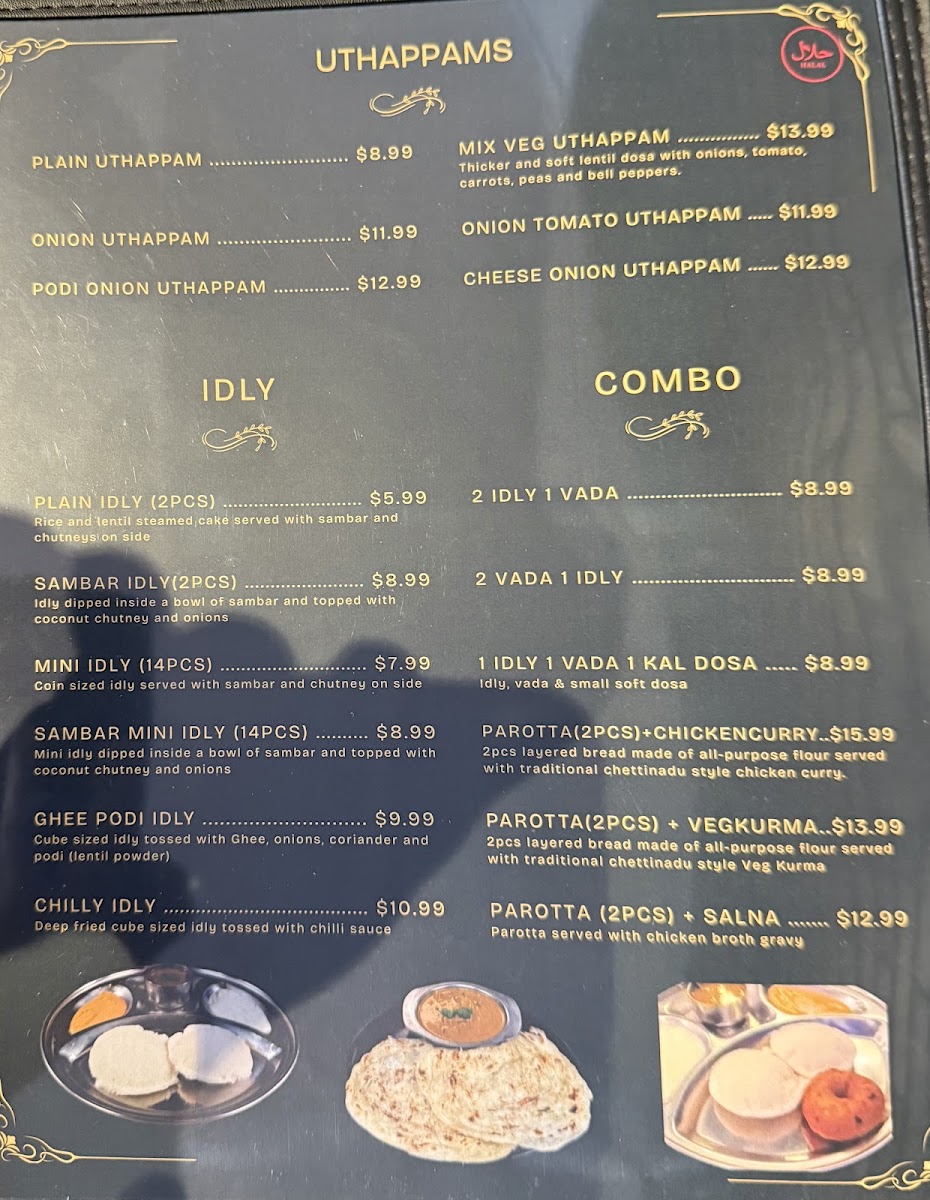 UTHAPPAMS
حلال
HALAL
PLAIN UTHAPPAM ........................ $8.99
ONION UTHAPPAM ........................ $11.99
PODI ONION UTHAPPAM .............. $12.99
MIX VEG UTHAPPAM ............... $13.99
Thicker and soft lentil dosa with onions, tomato,
carrots, peas and bell peppers.
ONION TOMATO UTHAPPAM ..... $11.99
CHEESE ONION UTHAPPAM ...... $12.99
IDLY
PLAIN IDLY (2PCS) ........................ $5.99
Rice and lentil steamed cake served with sambar and
chutneys on side
SAMBAR IDLY(2PCS) ..................... $8.99
Idly dipped inside a bowl of sambar and topped with
coconut chutney and onions
MINI IDLY (14PCS) .......................... $7.99
Coin sized idly served with sambar and chutney on side
SAMBAR MINI IDLY (14PCS) .......... $8.99
Mini idly dipped inside a bowl of sambar and topped with
coconut chutney and onions
GHEE PODI IDLY ............................. $9.99
Cube sized idly tossed with Ghee, onions, coriander and
podi (lentil powder)
CHILLY IDLY .................................... $10.99
Deep fried cube sized idly tossed with chilli sauce
COMBO
2 IDLY 1 VADA ............................ $8.99
2 VADA 1 IDLY ............................. $8.99
1 IDLY 1 VADA 1 KAL DOSA ..... $8.99
Idly, vada & small soft dosa
PAROTTA(2PCS)+CHICKENCURRY..$15.99
2pcs layered bread made of all-purpose flour served
with traditional chettinadu style chicken curry.
PAROTTA(2PCS) + VEGKURMA..$13.99
2pcs layered bread made of all-purpose flour served
with traditional chettinadu style Veg Kurma
PAROTTA (2PCS) + SALNA ....... $12.99
Parotta served with chicken broth gravy